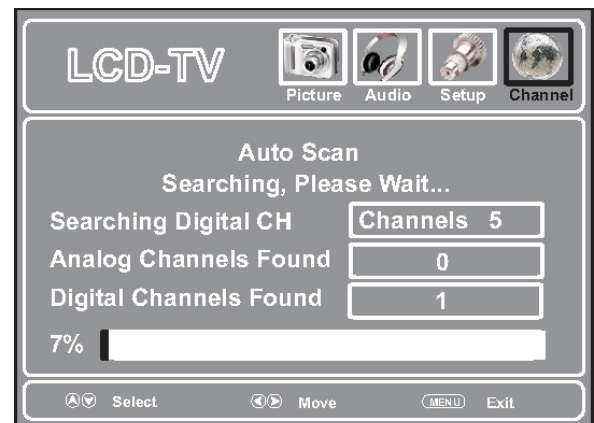 LCD-TV
Picture Audio Setup Channel
Auto Scan
Searching, Please Wait...
Searching Digital CH Channels 5
Analog Channels Found 0
Digital Channels Found 1
7%
Select Move MENU Exit